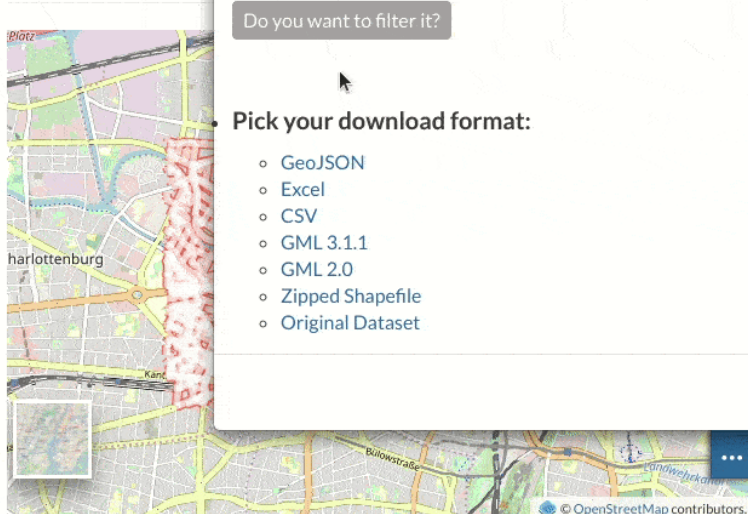 Do you want to filter it?
Platz
Pick your download format:
GeoJSON
Excel
CSV
GML 3.1.1
harlottenburg
GML 2.0
Zipped Shapefile
Original Dataset
Kant
Bülowstraße
Landwehrkanal
...
© OpenStreetMap contributors.